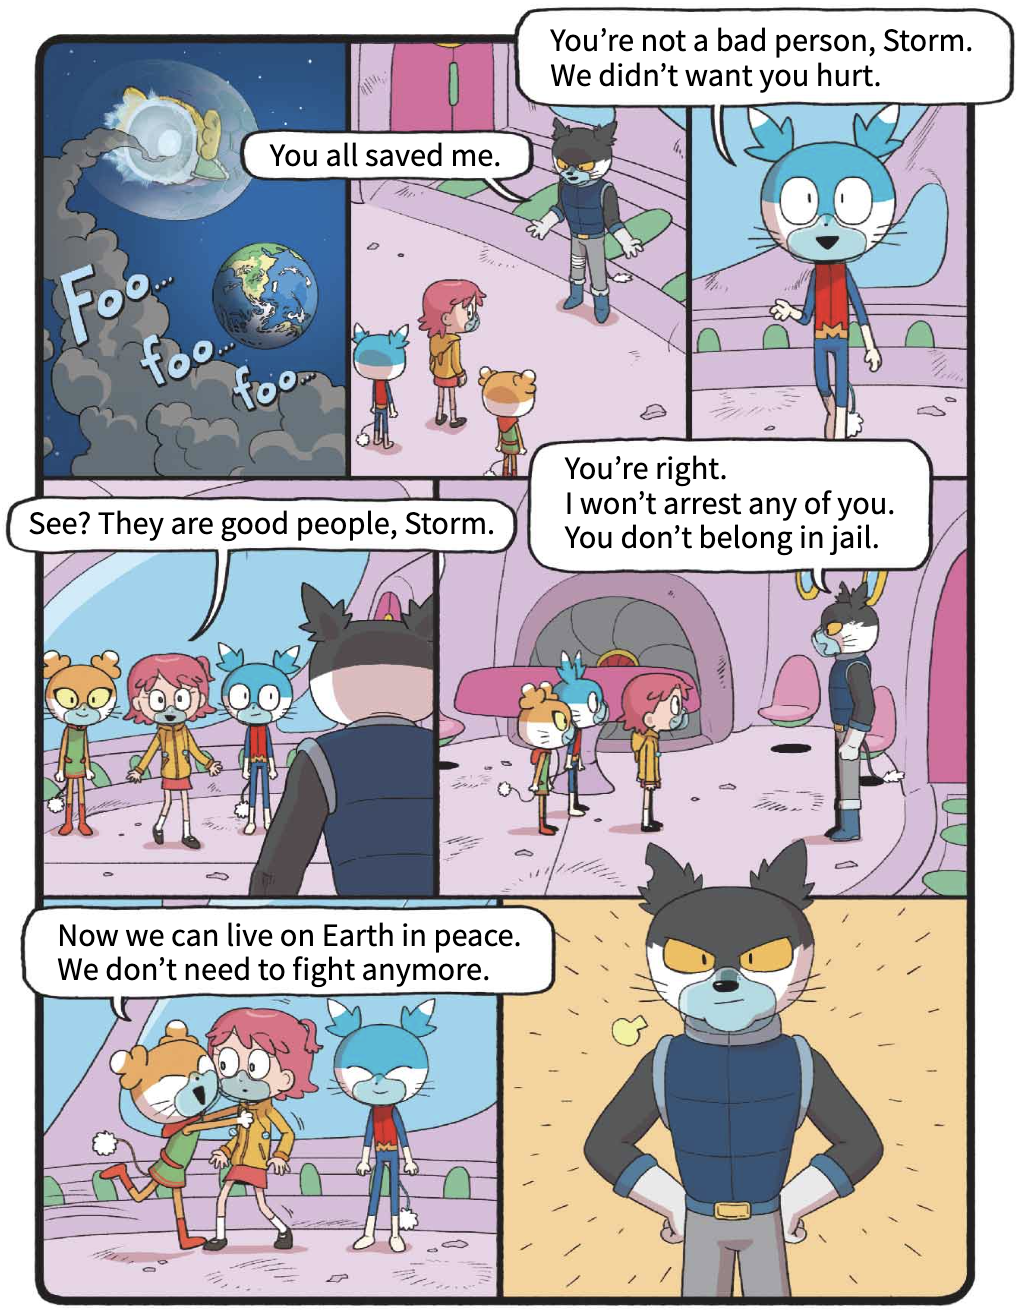 Foo...
foo...
foo...
You all saved me.
You're not a bad person, Storm.
We didn't want you hurt.
See? They are good people, Storm.
You're right.
I won't arrest any of you.
You don't belong in jail.
Now we can live on Earth in peace.
We don't need to fight anymore.